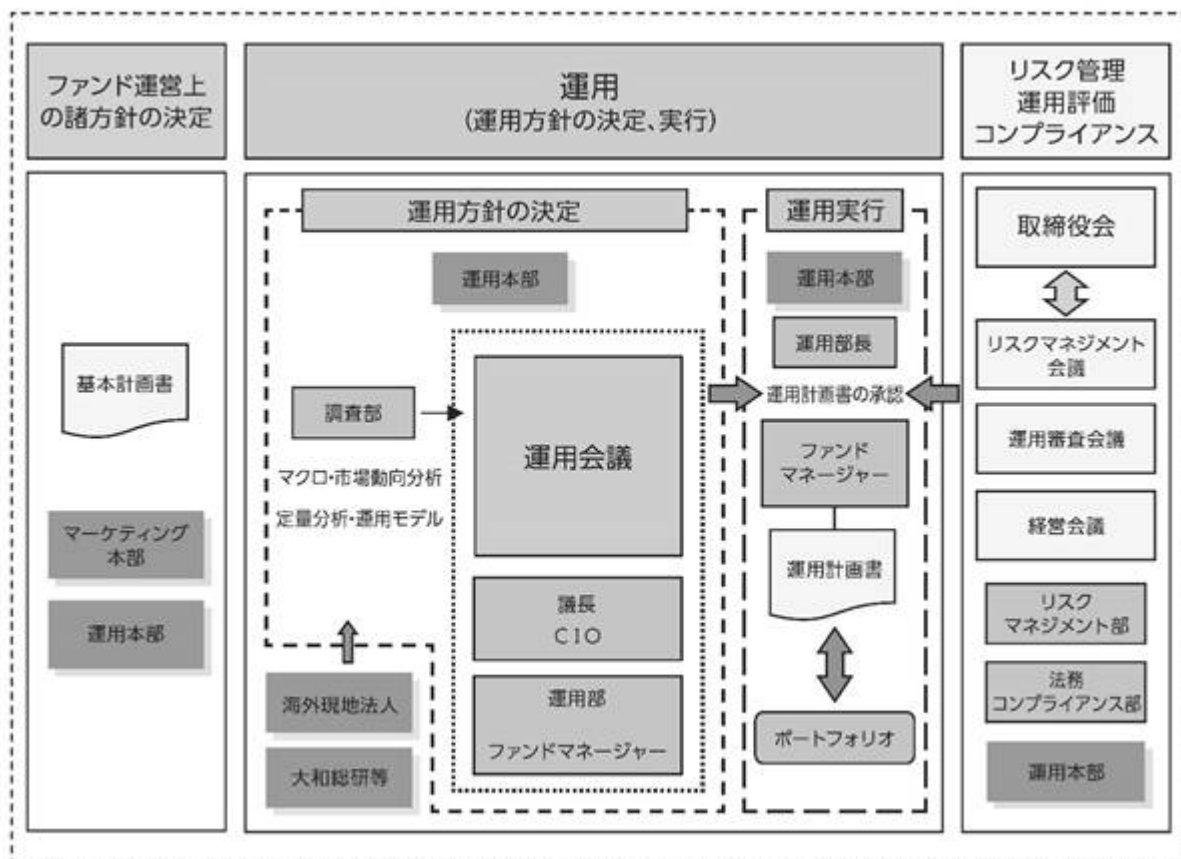 ファンド運営上
の諸方針の決定
運用
(運用方針の決定、実行)
リスク管理
運用評価
コンプライアンス
基本計画書
マーケティング
本部
運用本部
運用方針の決定
運用本部
調査部
マクロ・市場動向分析
定量分析・運用モデル
運用会議
議長
CIO
運用部
ファンドマネージャー
海外現地法人
大和総研等
運用実行
運用本部
運用部長
運用計画書の承認
ファンド
マネージャー
運用計画書
ポートフォリオ
取締役会
リスクマネジメント
会議
運用審査会議
経営会議
リスク
マネジメント部
法務
コンプライアンス部
運用本部